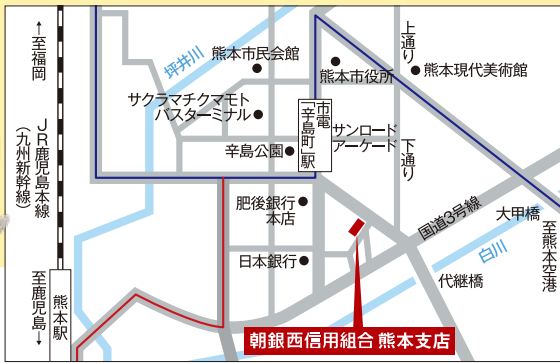 ←至福岡
JR鹿児島本線
(九州新幹線)
至鹿児島→
熊本駅
坪井川
熊本市民会館
熊本市役所
上通り
熊本現代美術館
サクラマチクマモト
バスターミナル
市電
「辛島町」駅
サンロード
アーケード
下通り
辛島公園
肥後銀行
本店
日本銀行
国道3号線
大甲橋
至熊本空港
白川
代継橋
朝銀西信用組合 熊本支店